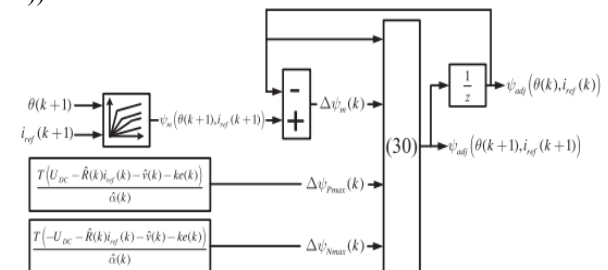 ))
θ(k+1)
i_ref(k+1)
ψ_m(θ(k+1),i_ref(k+1))
-
+
Δψ_m(k)
(30)
1/z
ψ_adj(θ(k),i_ref(k))
ψ_adj(θ(k+1),i_ref(k+1))
T(U_DC − R̂(k)i_ref(k) − v̂(k) − ke(k))
α̂(k)
Δψ_Pmax(k)
T(−U_DC − R̂(k)i_ref(k) − v̂(k) − ke(k))
α̂(k)
Δψ_Nmax(k)